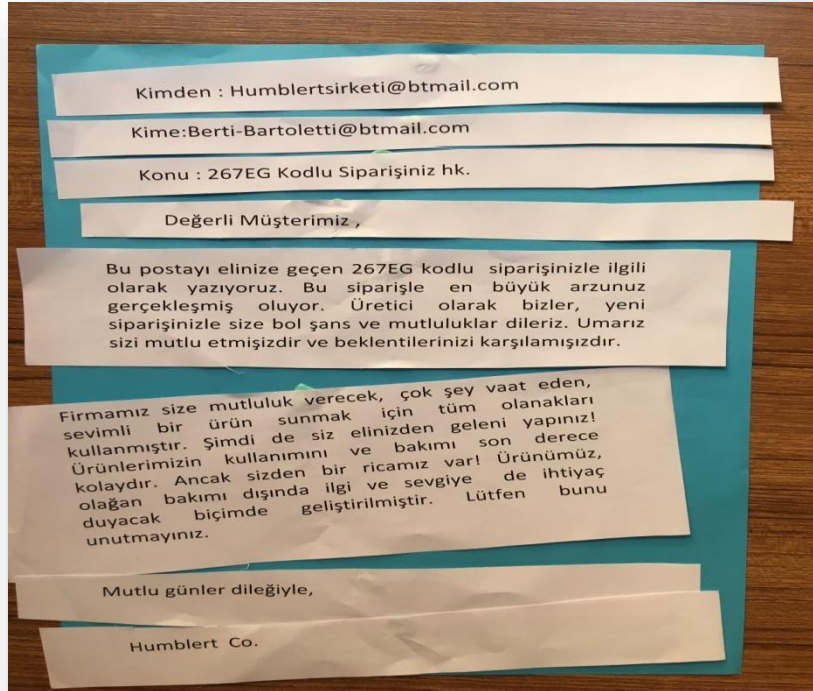 Kimden : Humblertsirketi@btmail.com
Kime:Berti-Bartoletti@btmail.com
Konu : 267EG Kodlu Siparişiniz hk.
Değerli Müşterimiz ,
Bu postayı elinize geçen 267EG kodlu siparişinizle ilgili
olarak yazıyoruz. Bu siparişle en büyük arzunuz
gerçekleşmiş oluyor. Üretici olarak bizler, yeni
siparişinizle size bol şans ve mutluluklar dileriz. Umarız
sizi mutlu etmişizdir ve beklentilerinizi karşılamışızdır.
Firmamız size mutluluk verecek, çok şey vaat eden,
sevimli bir ürün sunmak için tüm olanakları
kullanmıştır. Şimdi de siz elinizden geleni yapınız!
Ürünlerimizin kullanımını ve bakımı son derece
kolaydır. Ancak sizden bir ricamız var! Ürünümüz,
olağan bakımı dışında ilgi ve sevgiye de ihtiyaç
duyacak biçimde geliştirilmiştir. Lütfen bunu
unutmayınız.
Mutlu günler dileğiyle,
Humblert Co.